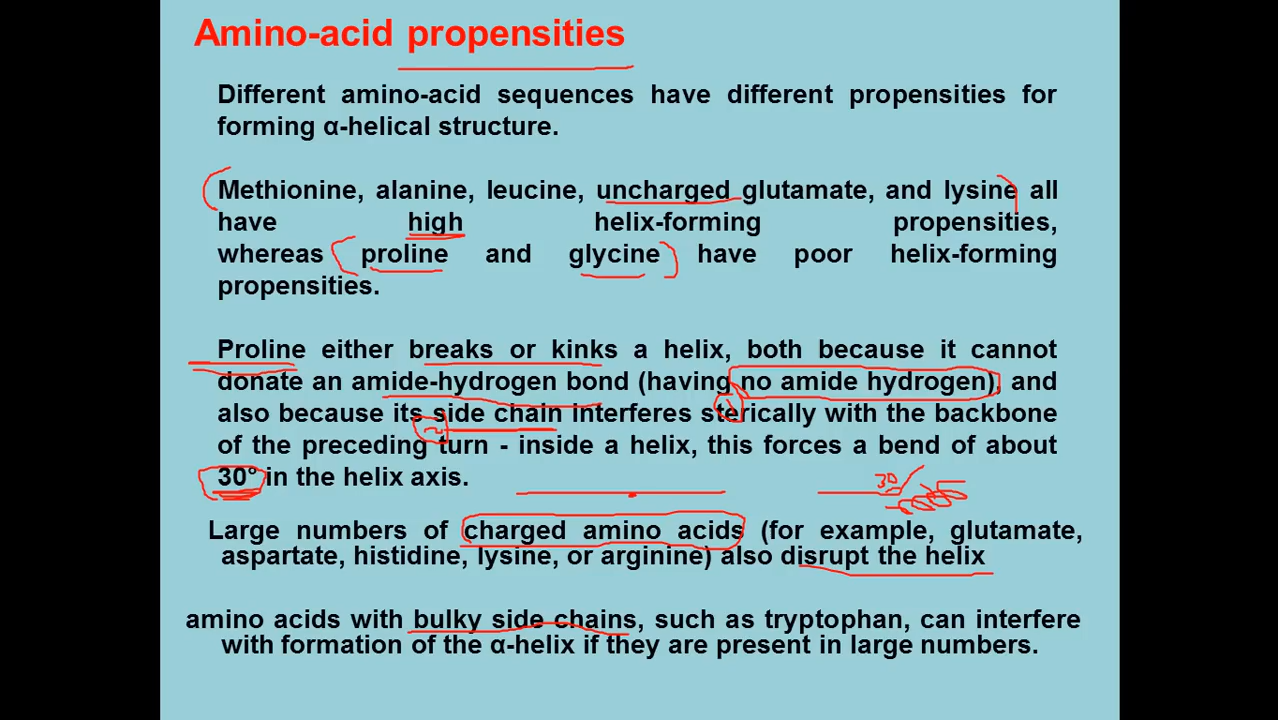 Amino-acid propensities
Different amino-acid sequences have different propensities for
forming α-helical structure.
Methionine, alanine, leucine, uncharged glutamate, and lysine all
have high helix-forming propensities,
whereas proline and glycine have poor helix-forming
propensities.
Proline either breaks or kinks a helix, both because it cannot
donate an amide-hydrogen bond (having no amide hydrogen), and
also because its side chain interferes sterically with the backbone
of the preceding turn - inside a helix, this forces a bend of about
30° in the helix axis.
30
Large numbers of charged amino acids (for example, glutamate,
aspartate, histidine, lysine, or arginine) also disrupt the helix
amino acids with bulky side chains, such as tryptophan, can interfere
with formation of the α-helix if they are present in large numbers.